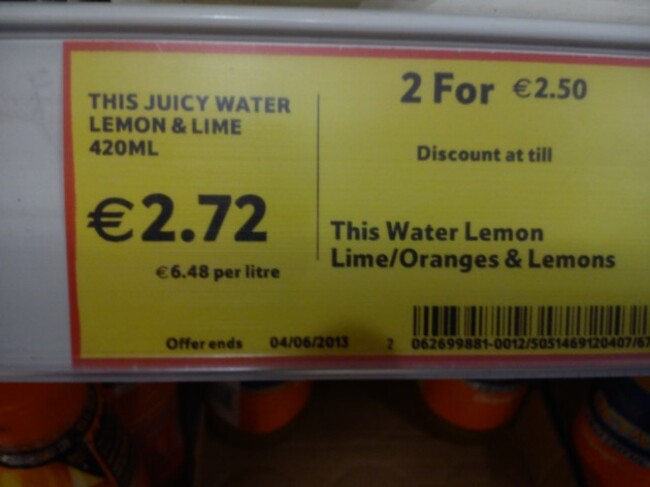 THIS JUICY WATER
LEMON & LIME
420ML
€2.72
€6.48 per litre
2 For €2.50
Discount at till
This Water Lemon
Lime/Oranges & Lemons
Offer ends 04/06/2013 2 062699881-0012/5051469120407/67